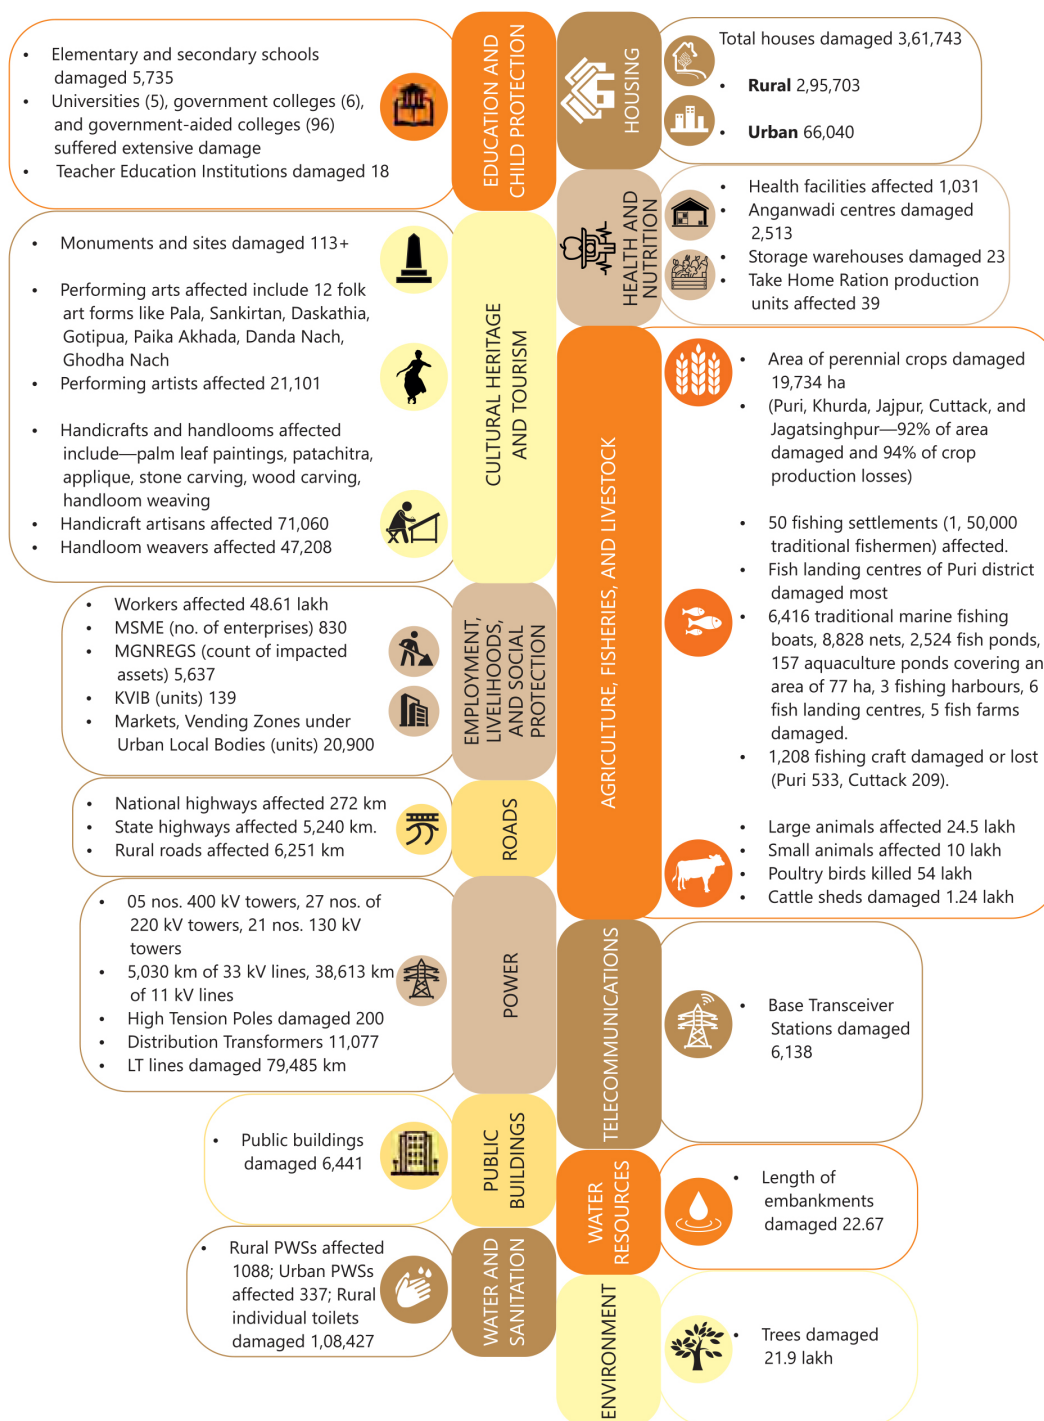 • Elementary and secondary schools
damaged 5,735
• Universities (5), government colleges (6),
and government-aided colleges (96)
suffered extensive damage
• Teacher Education Institutions damaged 18
EDUCATION AND
CHILD PROTECTION
HOUSING
Total houses damaged 3,61,743
• Rural 2,95,703
• Urban 66,040
HEALTH AND
NUTRITION
• Health facilities affected 1,031
• Anganwadi centres damaged
2,513
• Storage warehouses damaged 23
• Take Home Ration production
units affected 39
• Monuments and sites damaged 113+
• Performing arts affected include 12 folk
art forms like Pala, Sankirtan, Daskathia,
Gotipua, Paika Akhada, Danda Nach,
Ghodha Nach
• Performing artists affected 21,101
• Handicrafts and handlooms affected
include—palm leaf paintings, patachitra,
applique, stone carving, wood carving,
handloom weaving
• Handicraft artisans affected 71,060
• Handloom weavers affected 47,208
CULTURAL HERITAGE
AND TOURISM
AGRICULTURE, FISHERIES, AND LIVESTOCK
• Area of perennial crops damaged
19,734 ha
• (Puri, Khurda, Jajpur, Cuttack, and
Jagatsinghpur—92% of area
damaged and 94% of crop
production losses)
• 50 fishing settlements (1, 50,000
traditional fishermen) affected.
• Fish landing centres of Puri district
damaged most
• 6,416 traditional marine fishing
boats, 8,828 nets, 2,524 fish ponds,
157 aquaculture ponds covering an
area of 77 ha, 3 fishing harbours, 6
fish landing centres, 5 fish farms
damaged.
• 1,208 fishing craft damaged or lost
(Puri 533, Cuttack 209).
• Large animals affected 24.5 lakh
• Small animals affected 10 lakh
• Poultry birds killed 54 lakh
• Cattle sheds damaged 1.24 lakh
• Workers affected 48.61 lakh
• MSME (no. of enterprises) 830
• MGNREGS (count of impacted
assets) 5,637
• KVIB (units) 139
• Markets, Vending Zones under
Urban Local Bodies (units) 20,900
EMPLOYMENT,
LIVELIHOODS,
AND SOCIAL
PROTECTION
• National highways affected 272 km
• State highways affected 5,240 km.
• Rural roads affected 6,251 km
ROADS
• 05 nos. 400 kV towers, 27 nos. of
220 kV towers, 21 nos. 130 kV
towers
• 5,030 km of 33 kV lines, 38,613 km
of 11 kV lines
• High Tension Poles damaged 200
• Distribution Transformers 11,077
• LT lines damaged 79,485 km
POWER
TELECOMMUNICATIONS
• Base Transceiver
Stations damaged
6,138
• Public buildings
damaged 6,441
PUBLIC
BUILDINGS
WATER
RESOURCES
• Length of
embankments
damaged 22.67
• Rural PWSs affected
1088; Urban PWSs
affected 337; Rural
individual toilets
damaged 1,08,427
WATER AND
SANITATION
ENVIRONMENT
• Trees damaged
21.9 lakh